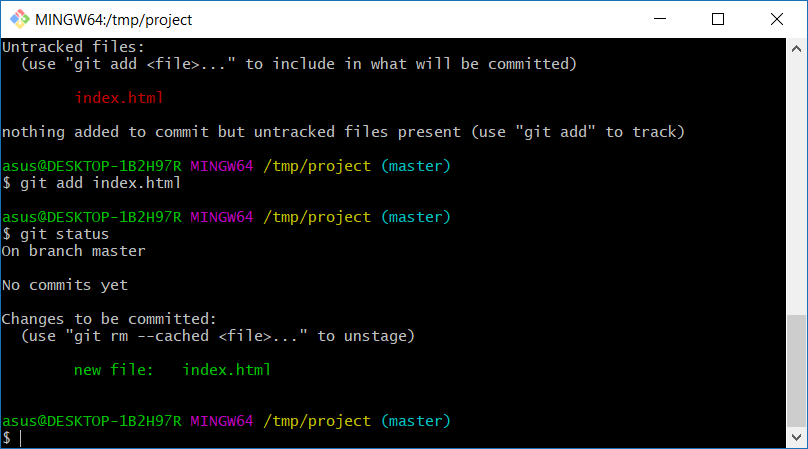 MINGW64:/tmp/project
Untracked files:
  (use "git add <file>..." to include in what will be committed)
        index.html
nothing added to commit but untracked files present (use "git add" to track)
asus@DESKTOP-1B2H97R MINGW64 /tmp/project (master)
$ git add index.html
asus@DESKTOP-1B2H97R MINGW64 /tmp/project (master)
$ git status
On branch master
No commits yet
Changes to be committed:
  (use "git rm --cached <file>..." to unstage)
        new file:   index.html
asus@DESKTOP-1B2H97R MINGW64 /tmp/project (master)
$